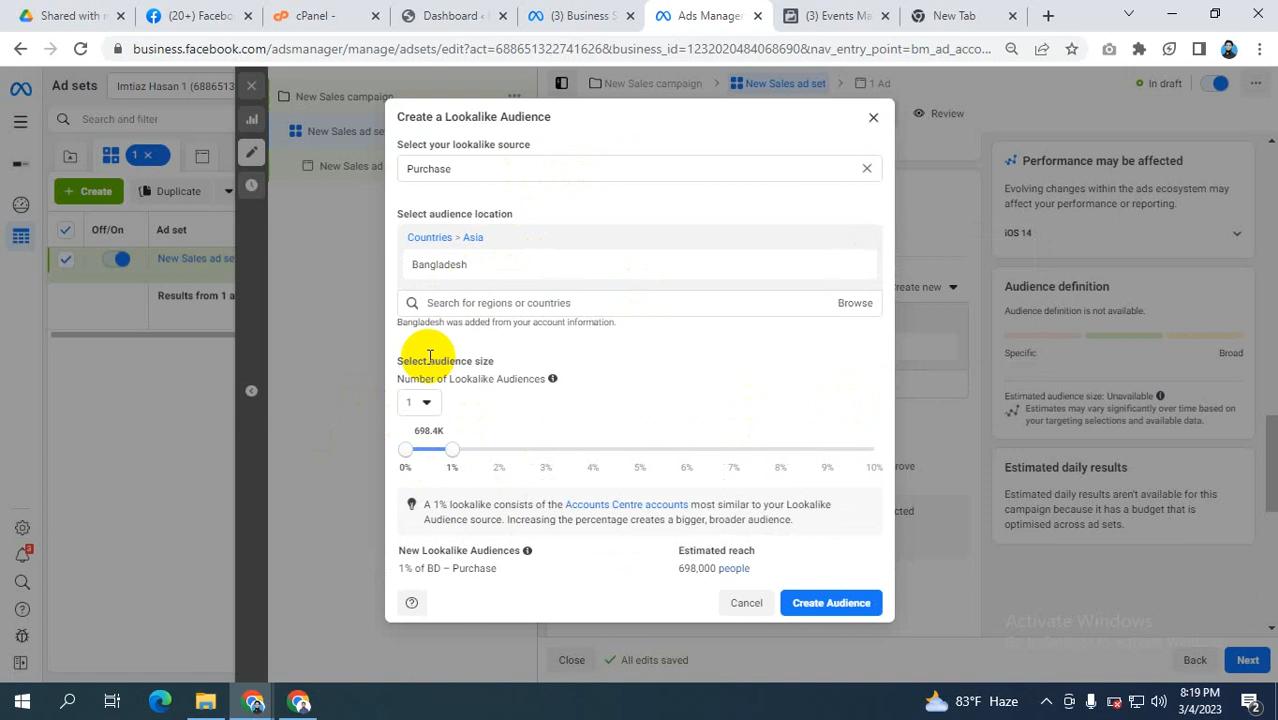 Shared with m
(20+) Facebo
cPanel -
Dashboard ‹
(3) Business S
Ads Manager
(3) Events Ma
New Tab
business.facebook.com/adsmanager/manage/adsets/edit?act=688651322741626&business_id=1232020484068690&nav_entry_point=bm_ad_acco...
Ad sets
Imtiaz Hasan 1 (68865
New Sales campaign
New Sales campaign
New Sales ad set
1 Ad
In draft
Search and filter
New Sales ad se
Review
1
New Sales ad
Create
Duplicate
Off/On
Ad set
New Sales ad se
Results from 1 a
Create a Lookalike Audience
Select your lookalike source
Purchase
Select audience location
Countries > Asia
Bangladesh
Search for regions or countries
Browse
Bangladesh was added from your account information.
Select audience size
Number of Lookalike Audiences
1
698.4K
0% 1% 2% 3% 4% 5% 6% 7% 8% 9% 10%
A 1% lookalike consists of the Accounts Centre accounts most similar to your Lookalike
Audience source. Increasing the percentage creates a bigger, broader audience.
New Lookalike Audiences
Estimated reach
1% of BD – Purchase
698,000 people
Cancel
Create Audience
Create new
Performance may be affected
Evolving changes within the ads ecosystem may
affect your performance or reporting.
iOS 14
Audience definition
Audience definition is not available.
Specific
Broad
Estimated audience size: Unavailable
Estimates may vary significantly over time based on
your targeting selections and available data.
Estimated daily results
Estimated daily results aren't available for this
campaign because it has a budget that is
optimised across ad sets.
Activate Windows
Close
All edits saved
Back
Next
3
83°F Haze
8:19 PM
3/4/2023
2